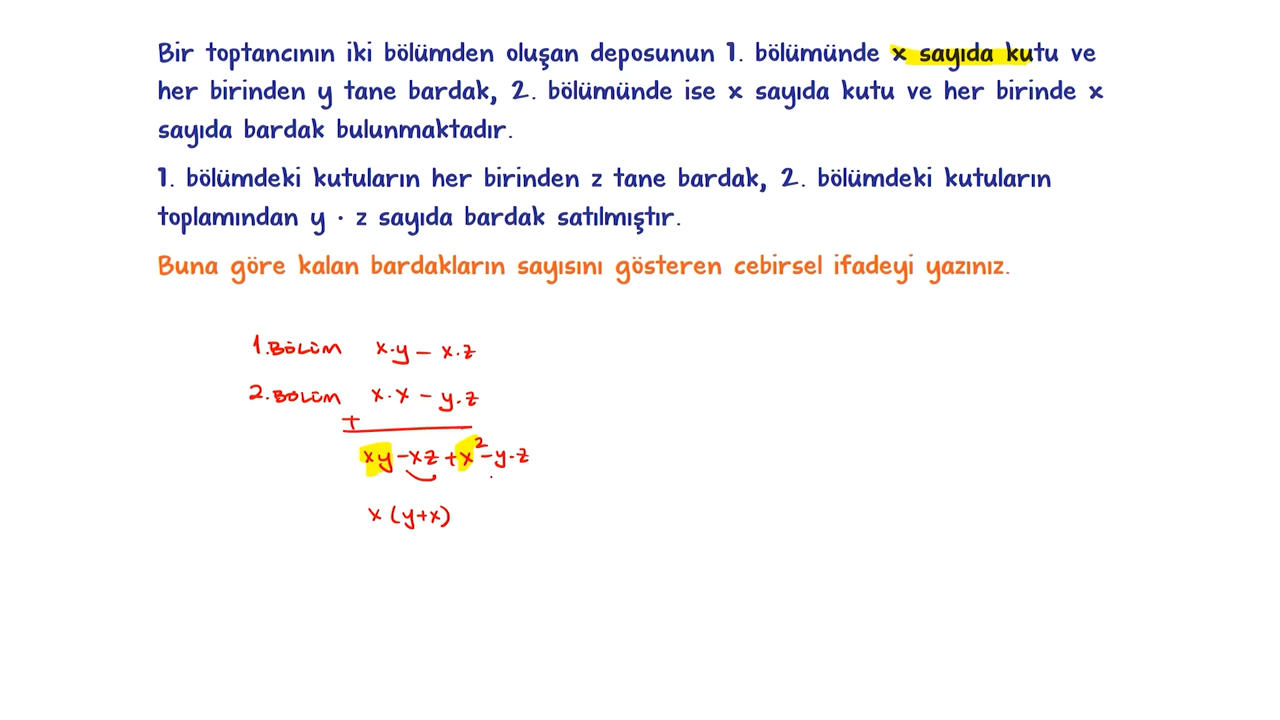 Bir toptancının iki bölümden oluşan deposunun 1. bölümünde x sayıda kutu ve
her birinden y tane bardak, 2. bölümünde ise x sayıda kutu ve her birinde x
sayıda bardak bulunmaktadır.
1. bölümdeki kutuların her birinden z tane bardak, 2. bölümdeki kutuların
toplamından y · z sayıda bardak satılmıştır.
Buna göre kalan bardakların sayısını gösteren cebirsel ifadeyi yazınız.
1.BÖLÜM x.y - x.z
2.BÖLÜM x.x - y.z
+
xy - xz + x² - y.z
x (y+x)